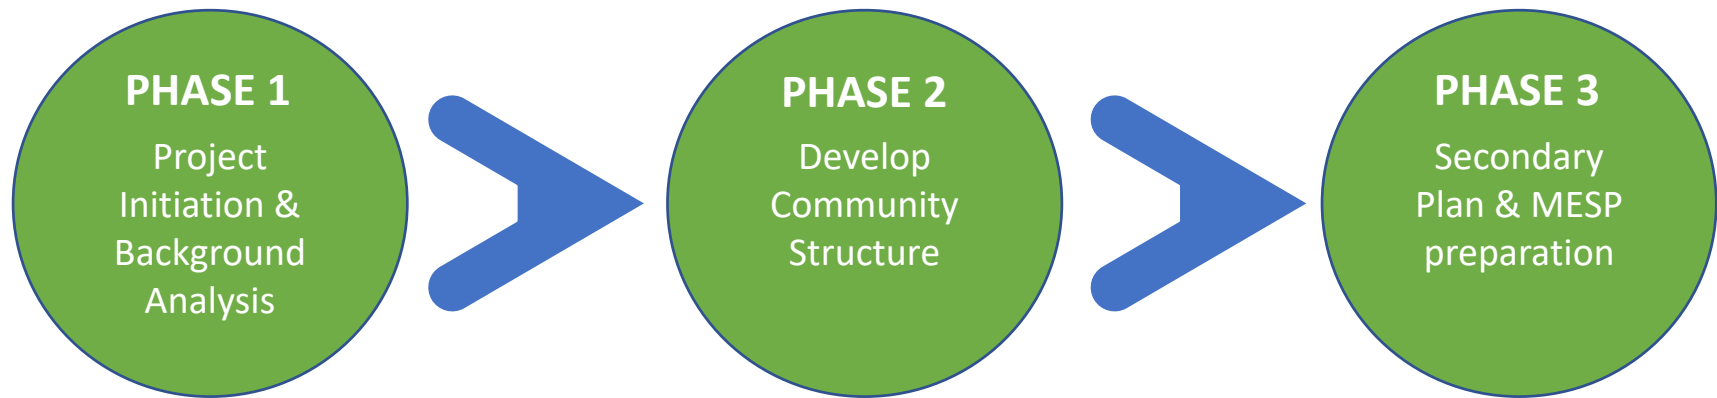 PHASE 1
Project
Initiation &
Background
Analysis
PHASE 2
Develop
Community
Structure
PHASE 3
Secondary
Plan & MESP
preparation